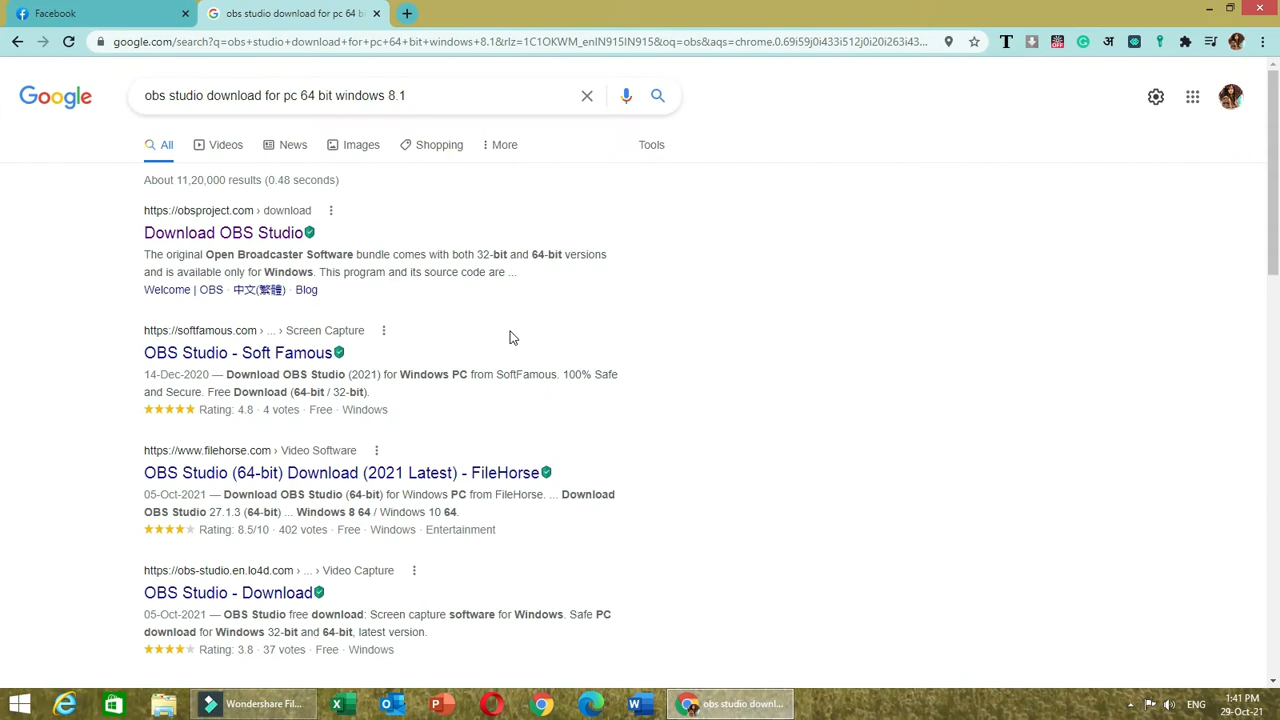 Facebook
obs studio download for pc 64 bi
google.com/search?q=obs+studio+download+for+pc+64+bit+windows+8.1&rlz=1C1OKWM_enIN915IN915&oq=obs&aqs=chrome.0.69i59j0i433i512j0i20i263i43...
T
OFF
अ
Google
obs studio download for pc 64 bit windows 8.1
All
Videos
News
Images
Shopping
More
Tools
About 11,20,000 results (0.48 seconds)
https://obsproject.com › download
Download OBS Studio
The original Open Broadcaster Software bundle comes with both 32-bit and 64-bit versions
and is available only for Windows. This program and its source code are ...
Welcome | OBS · 中文(繁體) · Blog
https://softfamous.com › ... › Screen Capture
OBS Studio - Soft Famous
14-Dec-2020 — Download OBS Studio (2021) for Windows PC from SoftFamous. 100% Safe
and Secure. Free Download (64-bit / 32-bit).
Rating: 4.8 · 4 votes · Free · Windows
https://www.filehorse.com › Video Software
OBS Studio (64-bit) Download (2021 Latest) - FileHorse
05-Oct-2021 — Download OBS Studio (64-bit) for Windows PC from FileHorse. ... Download
OBS Studio 27.1.3 (64-bit) ... Windows 8 64 / Windows 10 64.
Rating: 8.5/10 · 402 votes · Free · Windows · Entertainment
https://obs-studio.en.lo4d.com › ... › Video Capture
OBS Studio - Download
05-Oct-2021 — OBS Studio free download: Screen capture software for Windows. Safe PC
download for Windows 32-bit and 64-bit, latest version.
Rating: 3.8 · 37 votes · Free · Windows
Wondershare Fil...
obs studio downl...
ENG
1:41 PM
29-Oct-21